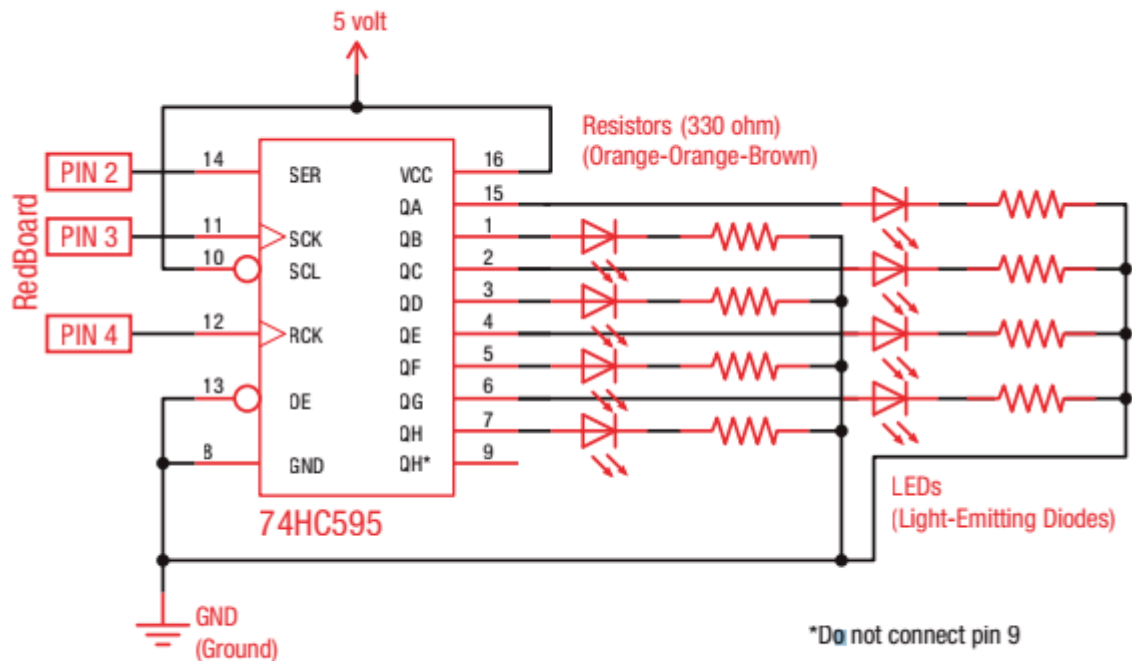 5 volt
Resistors (330 ohm)
(Orange-Orange-Brown)
RedBoard
PIN 2
14
SER
VCC
16
QA
15
PIN 3
11
SCK
QB
1
10
SCL
QC
2
QD
3
PIN 4
12
RCK
QE
4
QF
5
13
OE
QG
6
QH
7
8
GND
QH*
9
74HC595
LEDs
(Light-Emitting Diodes)
GND
(Ground)
*Do not connect pin 9